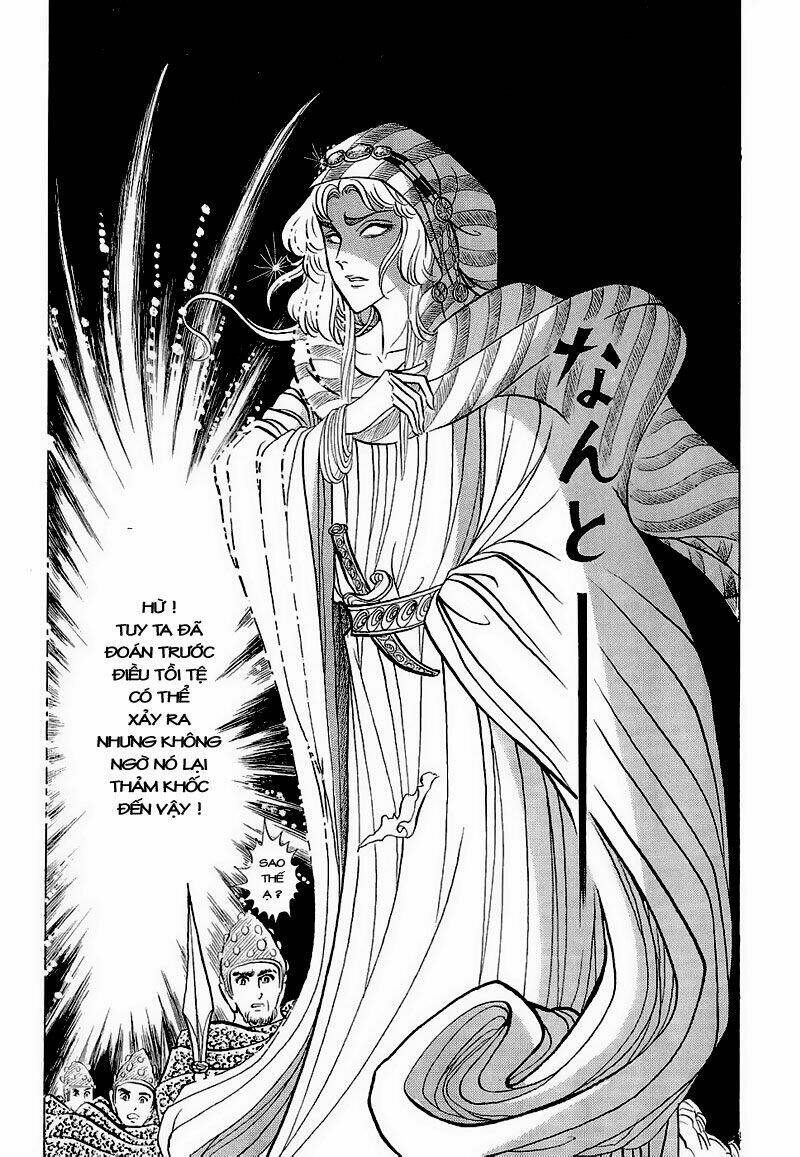 なんと
HỪ !
TUY TA ĐÃ
ĐOÁN TRƯỚC
ĐIỀU TỒI TỆ
CÓ THỂ
XẢY RA
NHƯNG KHÔNG
NGỜ NÓ LẠI
THẢM KHỐC
ĐẾN VẬY !
SAO
THẾ
Ạ ?